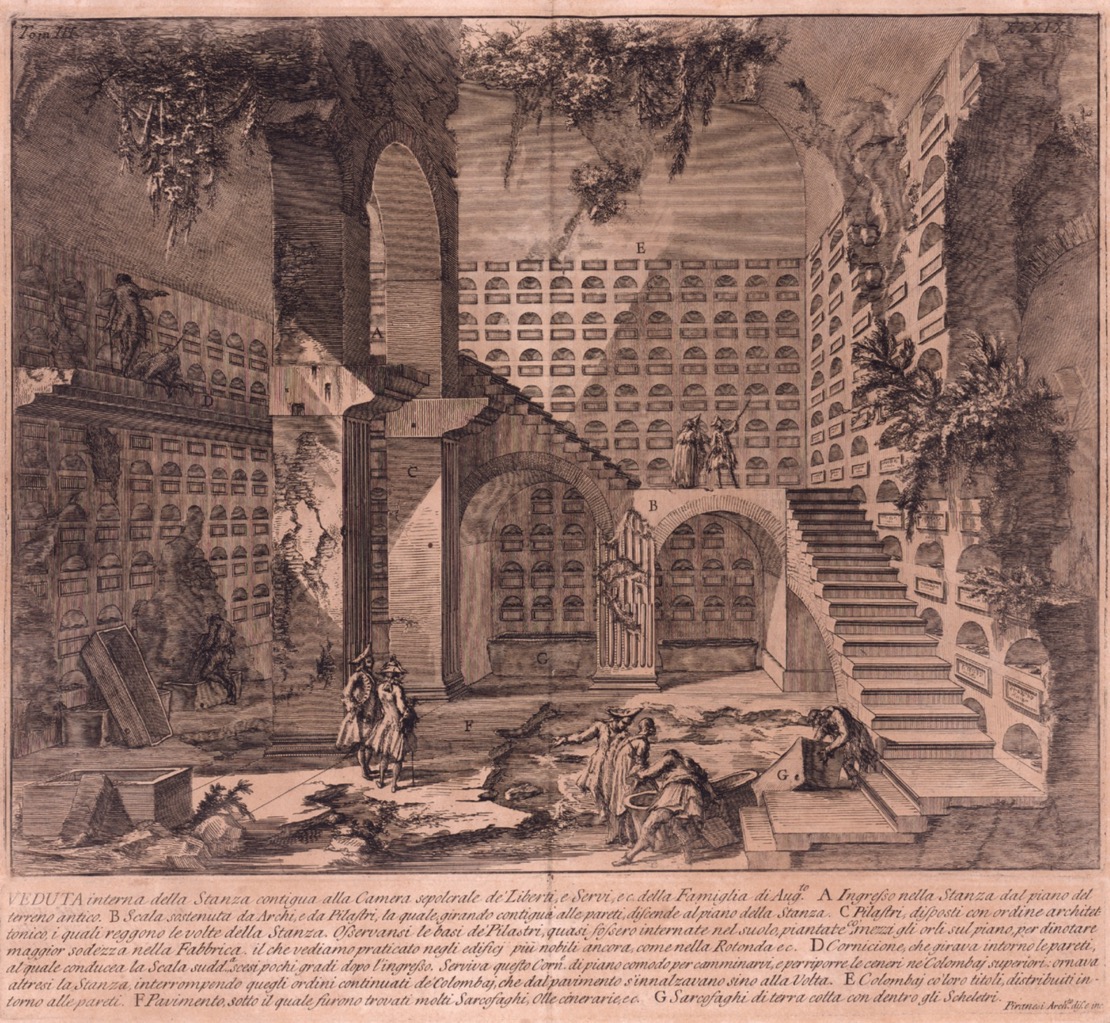 Tom. III
XXXIX
E
A
D
C
B
G
F
G
VEDUTA interna della Stanza contigua alla Camera sepolcrale de' Liberti, e Servi, ec. della Famiglia di Aug.to A Ingresso nella Stanza dal piano del
terreno antico. B Scala sostenuta da Archi, e da Pilastri, la quale girando contigua alle pareti, discende al piano della Stanza. C Pilastri, disposti con ordine architet
tonico, i quali reggono le volte della Stanza. Osservansi le basi de' Pilastri, quasi fossero internate nel suolo, piantate a' mezzi gli orli sul piano, per dinotare
maggior sodezza nella Fabbrica. il che vediamo praticato negli edificj più nobili ancora, come nella Rotonda ec. D Cornicione, che girava intorno le pareti,
al quale conducea la Scala sudd.a scesi pochi gradi dopo l'ingresso. Serviva questo Corn.e di piano comodo per camminarvi, e per riporre le ceneri ne' Colombaj superiori: ornava
altresì la Stanza, interrompendo quegli ordini continuati de' Colombaj, che dal pavimento s'innalzavano sino alla Volta. E Colombaj co' loro titoli, distribuiti in
torno alle pareti. F Pavimento, sotto il quale furono trovati molti Sarcofaghi, Olle cenerarie, ec. G Sarcofaghi di terra cotta con dentro gli Scheletri.
Piranesi Arch.to dis. e inc.